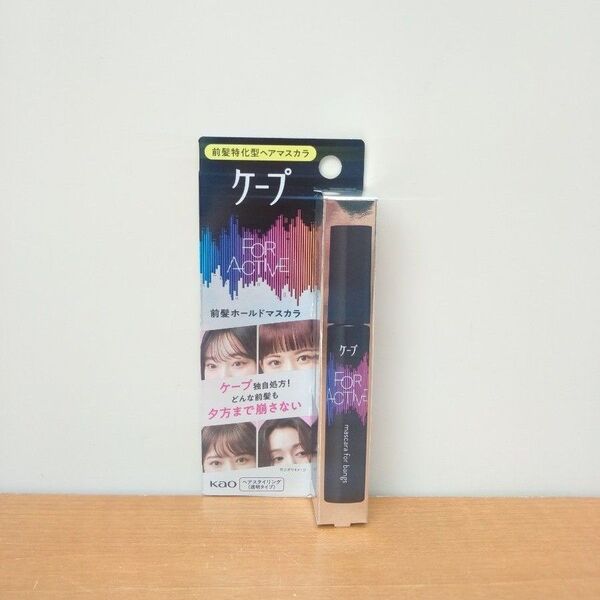 前髪特化型ヘアマスカラ
ケープ
FOR
ACTIVE
前髪ホールドマスカラ
ケープ独自処方!
どんな前髪も
夕方まで崩さない
Kao
ヘアスタイリング
(透明タイプ)
ケープ
FOR
ACTIVE
mascara for bangs